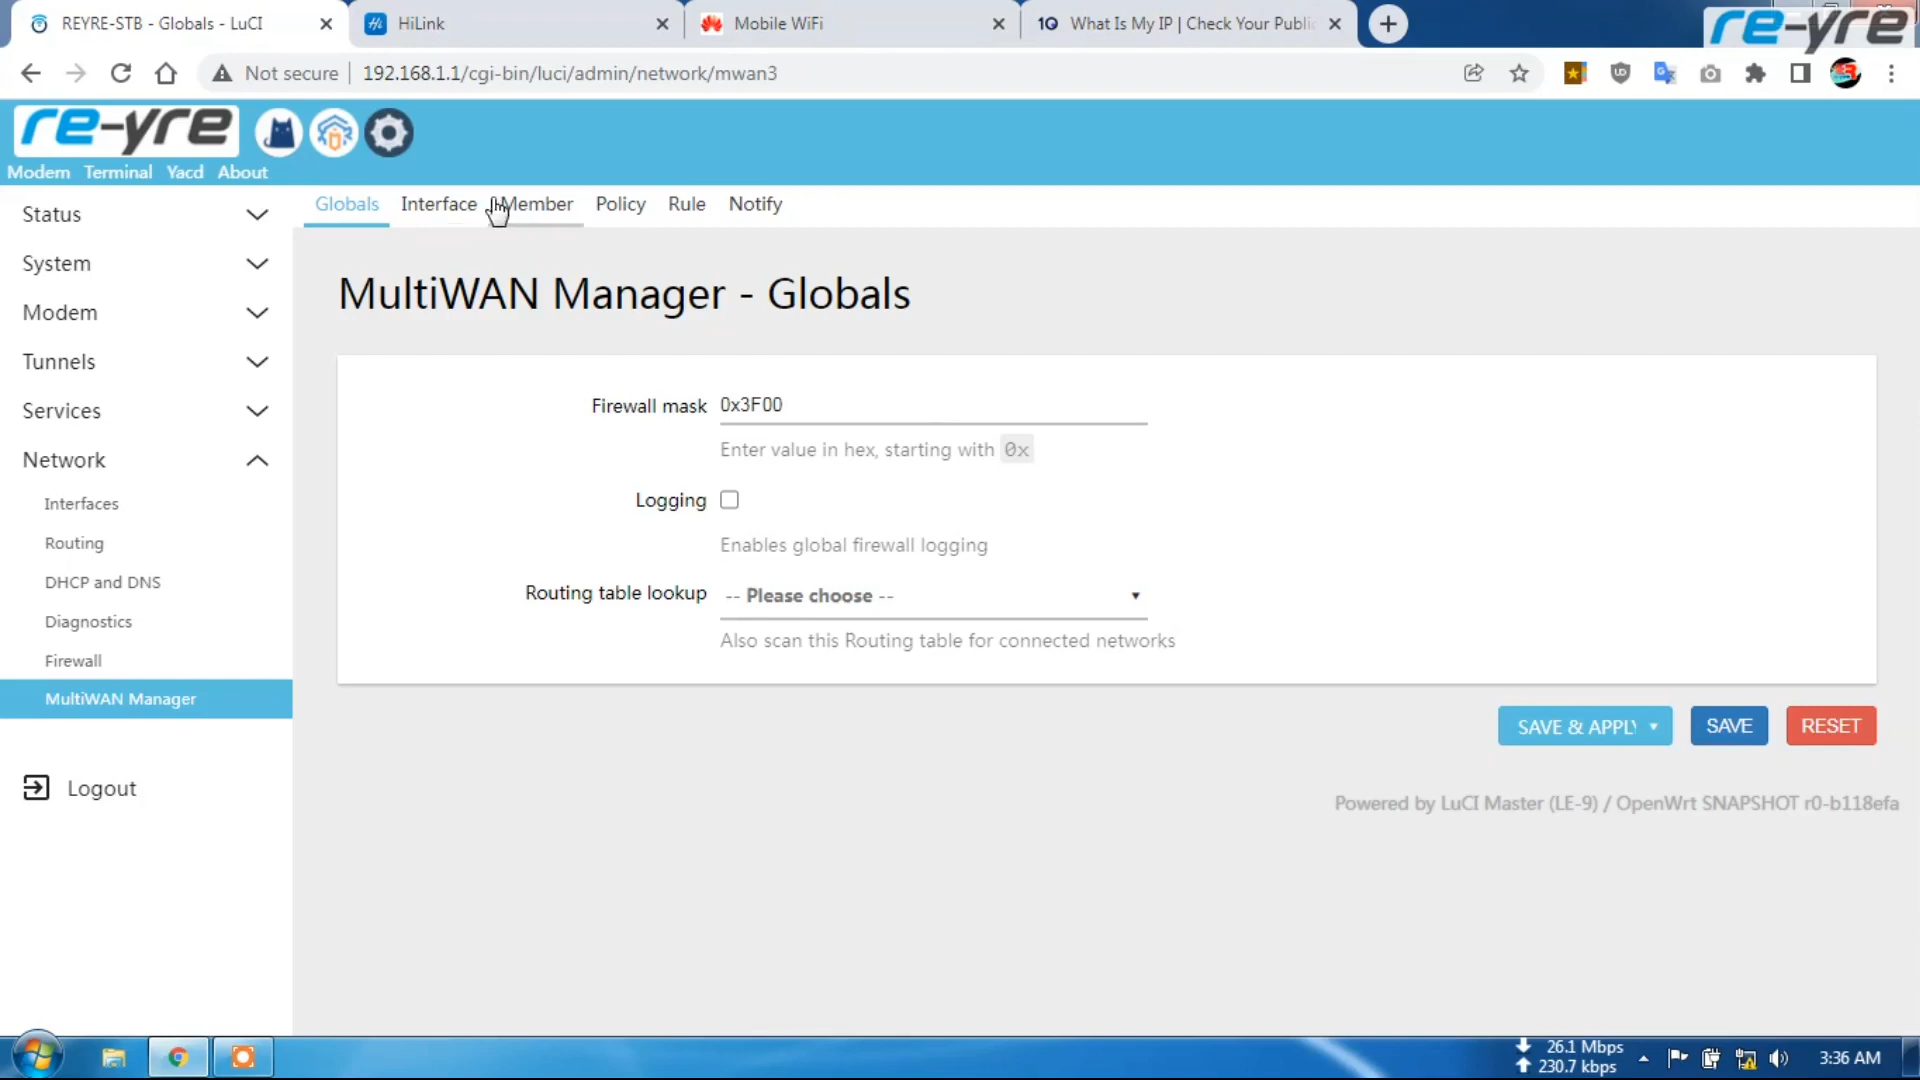 REYRE-STB - Globals - LuCI
HiLink
Mobile WiFi
1Q What Is My IP | Check Your Public
re-yre
Not secure
192.168.1.1/cgi-bin/luci/admin/network/mwan3
re-yre
Modem Terminal Yacd About
Globals Interface Member Policy Rule Notify
Status
System
Modem
Tunnels
Services
Network
Interfaces
Routing
DHCP and DNS
Diagnostics
Firewall
MultiWAN Manager
Logout
MultiWAN Manager - Globals
Firewall mask 0x3F00
Enter value in hex, starting with 0x
Logging
Enables global firewall logging
Routing table lookup -- Please choose --
Also scan this Routing table for connected networks
SAVE & APPLY SAVE RESET
Powered by LuCI Master (LE-9) / OpenWrt SNAPSHOT r0-b118efa
26.1 Mbps
230.7 kbps
3:36 AM